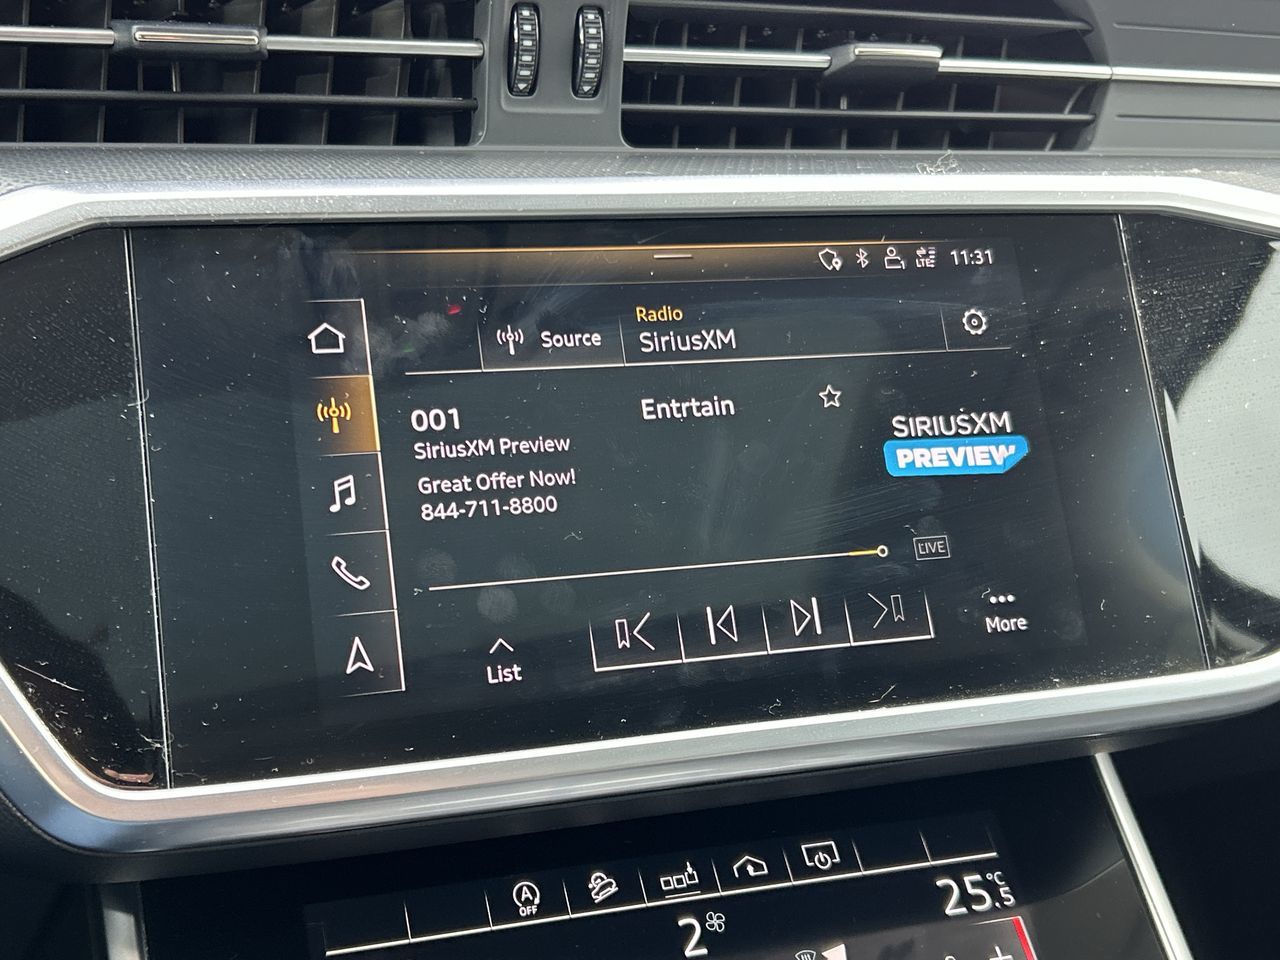 LTE 11:31
Radio
Source
SiriusXM
001
Entrtain
SiriusXM Preview
SIRIUSXM
PREVIEW
Great Offer Now!
844-711-8800
LIVE
List
More
A
OFF
2
25.5°C